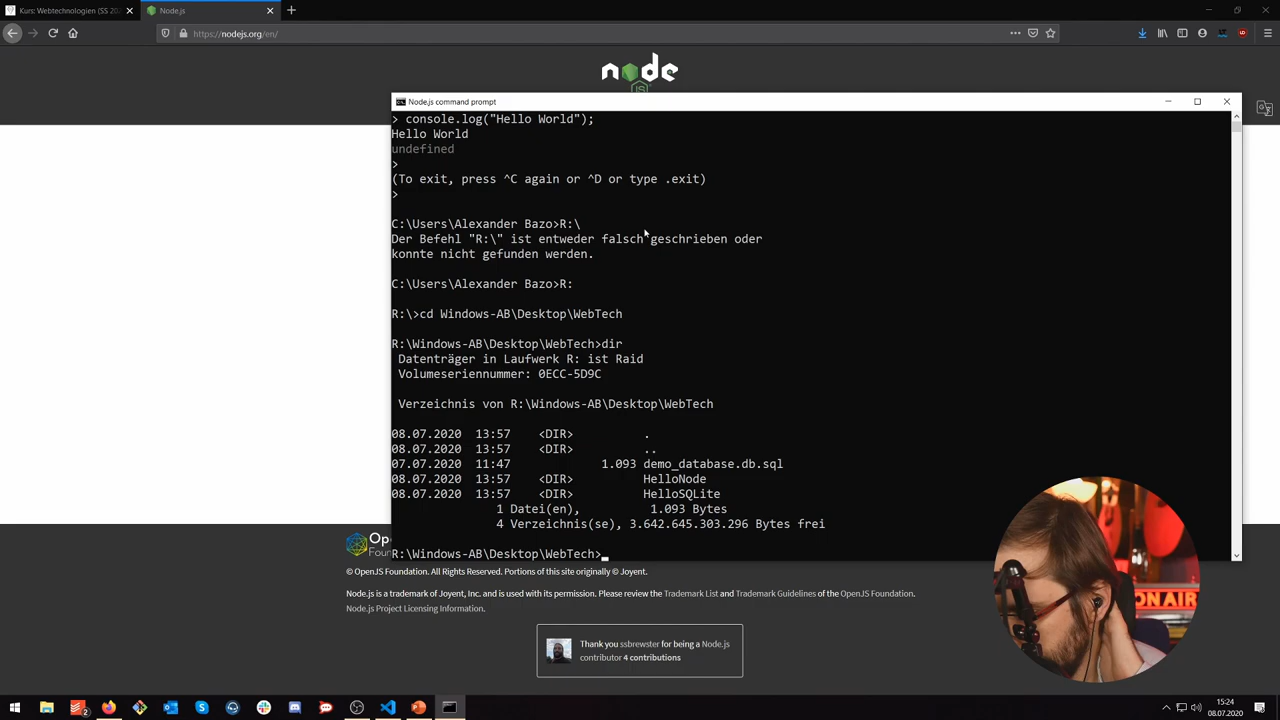 Kurs: Webtechnologien (SS 20
Node.js
https://nodejs.org/en/
node
JS
Node.js command prompt
> console.log("Hello World");
Hello World
undefined
>
(To exit, press ^C again or ^D or type .exit)
>
C:\Users\Alexander Bazo>R:\
Der Befehl "R:\" ist entweder falsch geschrieben oder
konnte nicht gefunden werden.
C:\Users\Alexander Bazo>R:
R:\>cd Windows-AB\Desktop\WebTech
R:\Windows-AB\Desktop\WebTech>dir
Datenträger in Laufwerk R: ist Raid
Volumeseriennummer: 0ECC-5D9C
Verzeichnis von R:\Windows-AB\Desktop\WebTech
08.07.2020 13:57 <DIR> .
08.07.2020 13:57 <DIR> ..
07.07.2020 11:47 1.093 demo_database.db.sql
08.07.2020 13:57 <DIR> HelloNode
08.07.2020 13:57 <DIR> HelloSQLite
1 Datei(en), 1.093 Bytes
4 Verzeichnis(se), 3.642.645.303.296 Bytes frei
R:\Windows-AB\Desktop\WebTech>
© OpenJS Foundation. All Rights Reserved. Portions of this site originally © Joyent.
Node.js is a trademark of Joyent, Inc. and is used with its permission. Please review the Trademark List and Trademark Guidelines of the OpenJS Foundation.
Node.js Project Licensing Information.
Thank you ssbrewster for being a Node.js
contributor 4 contributions
ON AIR
2
15:24
08.07.2020